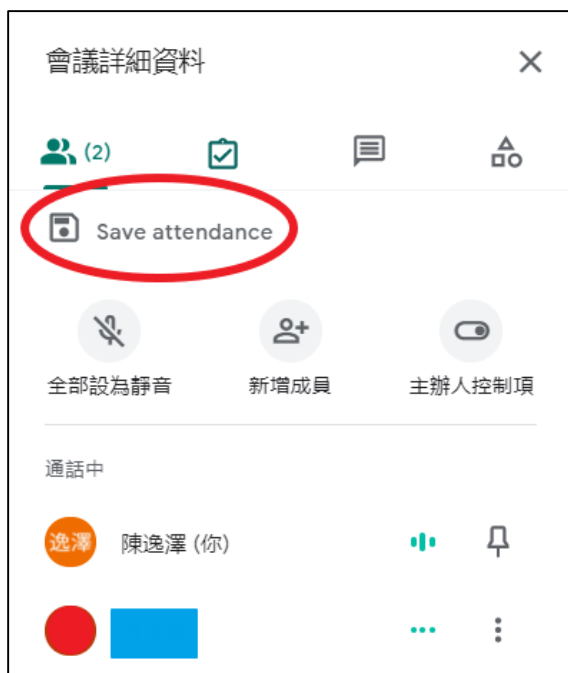 會議詳細資料
(2)
Save attendance
全部設為靜音 新增成員 主辦人控制項
通話中
逸澤 陳逸澤 (你)